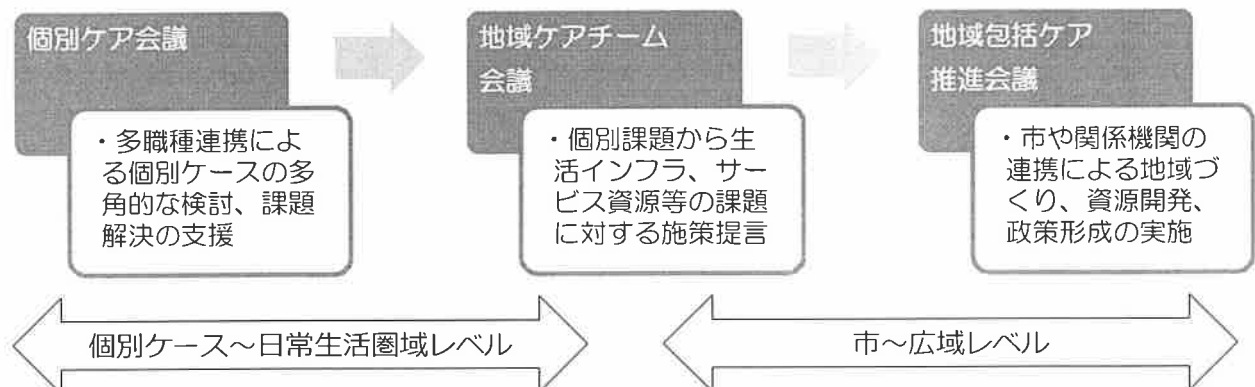 個別ケア会議
・多職種連携によ
る個別ケースの多
角的な検討、課題
解決の支援
地域ケアチーム
会議
・個別課題から生
活インフラ、サー
ビス資源等の課題
に対する施策提言
地域包括ケア
推進会議
・市や関係機関の
連携による地域づ
くり、資源開発、
政策形成の実施
個別ケース～日常生活圏域レベル
市～広域レベル